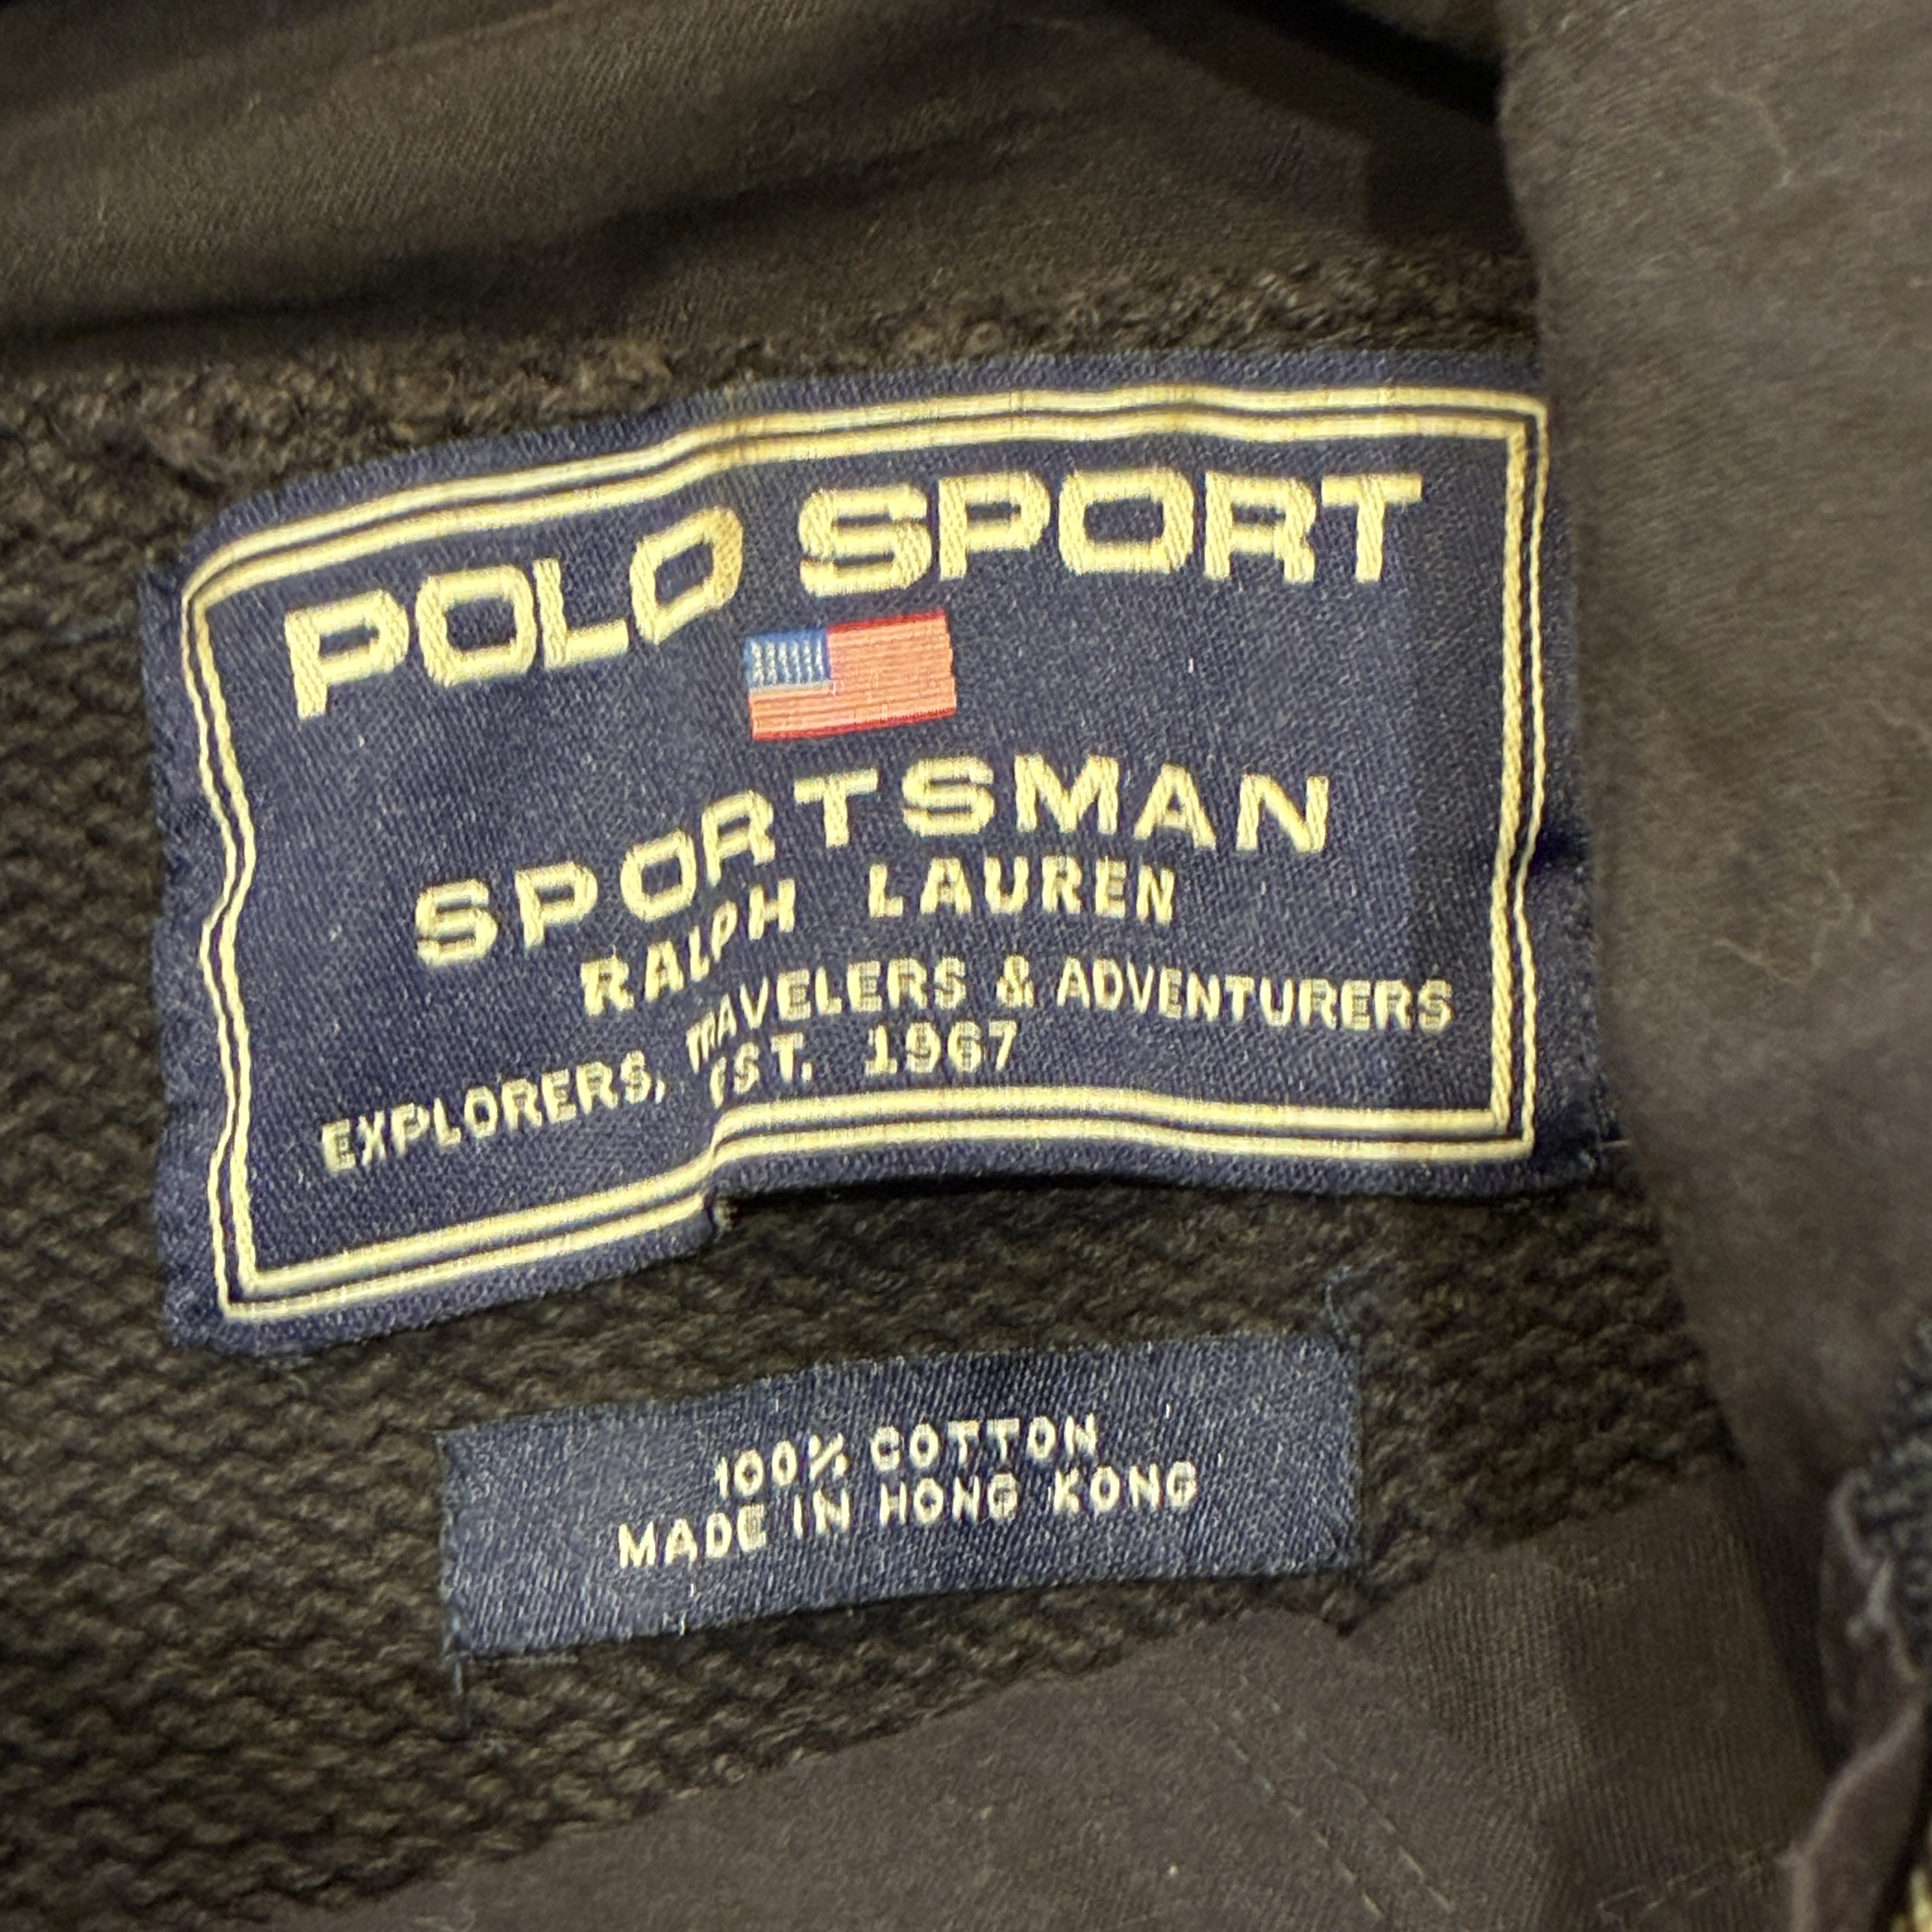 POLO SPORT
SPORTSMAN
RALPH LAUREN
EXPLORERS, TRAVELERS & ADVENTURERS
EST. 1967
100% COTTON
MADE IN HONG KONG